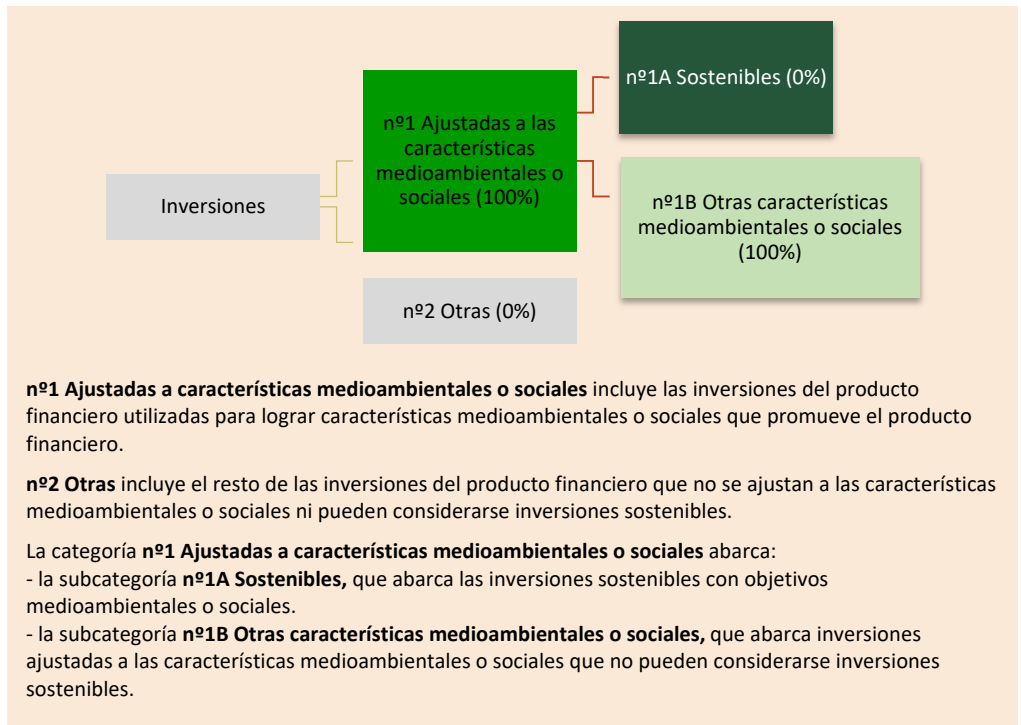 nº1A Sostenibles (0%)
nº1 Ajustadas a las
características
medioambientales o
sociales (100%)
Inversiones
nº1B Otras características
medioambientales o sociales
(100%)
nº2 Otras (0%)
nº1 Ajustadas a características medioambientales o sociales incluye las inversiones del producto
financiero utilizadas para lograr características medioambientales o sociales que promueve el producto
financiero.
nº2 Otras incluye el resto de las inversiones del producto financiero que no se ajustan a las características
medioambientales o sociales ni pueden considerarse inversiones sostenibles.
La categoría nº1 Ajustadas a características medioambientales o sociales abarca:
- la subcategoría nº1A Sostenibles, que abarca las inversiones sostenibles con objetivos
medioambientales o sociales.
- la subcategoría nº1B Otras características medioambientales o sociales, que abarca inversiones
ajustadas a las características medioambientales o sociales que no pueden considerarse inversiones
sostenibles.